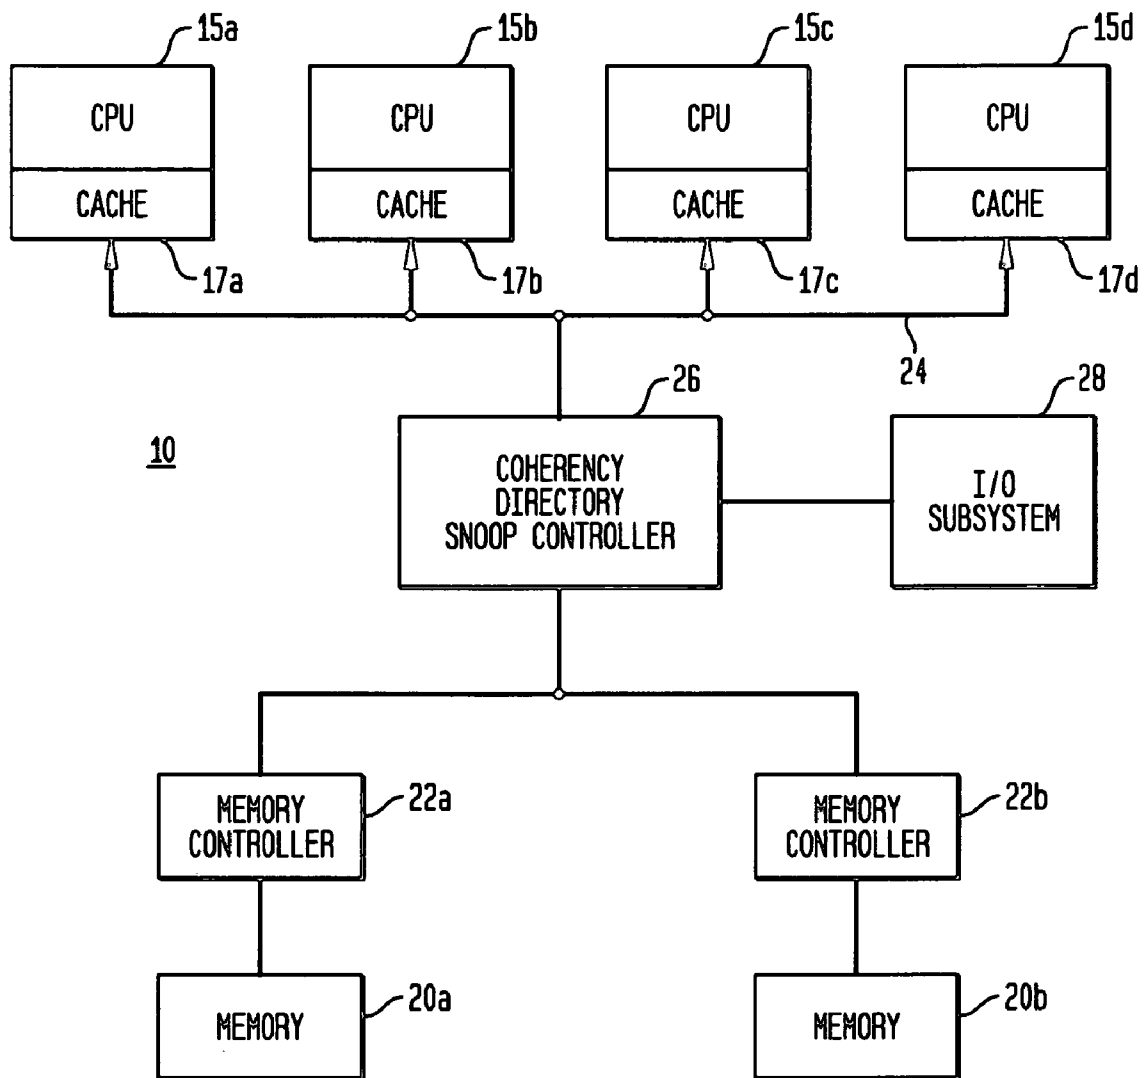 15a
15b
15c
15d
CPU
CPU
CPU
CPU
CACHE
CACHE
CACHE
CACHE
17a
17b
17c
17d
24
26
28
10
COHERENCY
DIRECTORY
SNOOP CONTROLLER
I/O
SUBSYSTEM
MEMORY
CONTROLLER
22a
MEMORY
CONTROLLER
22b
MEMORY
20a
MEMORY
20b